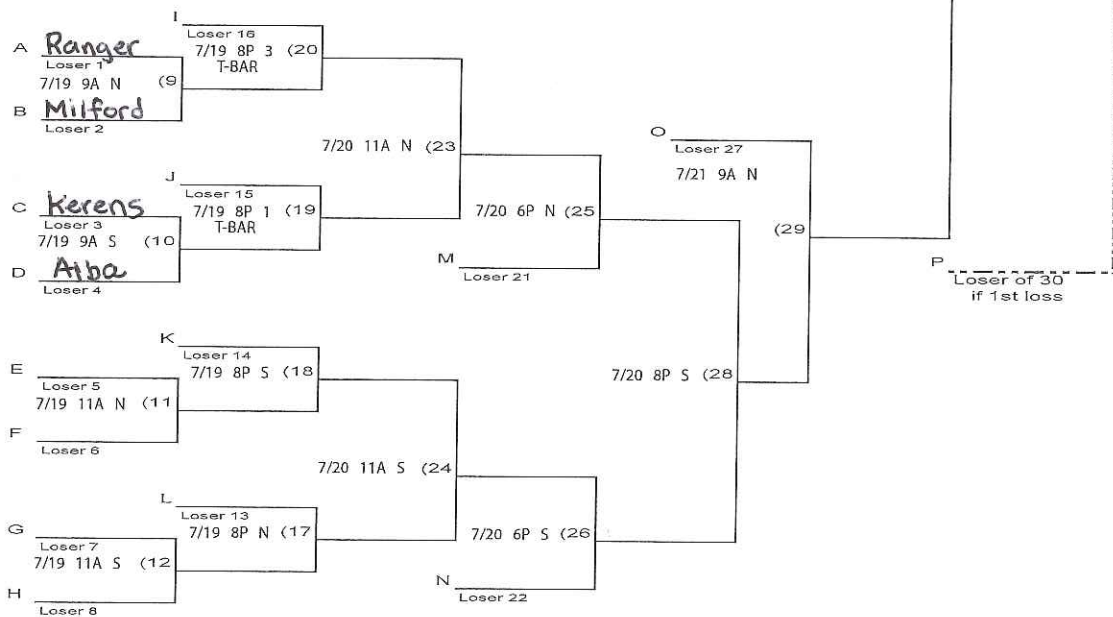 I
Loser 16
A Ranger
7/19 8P 3 (20
Loser 1
T-BAR
7/19 9A N (9
B Milford
Loser 2
7/20 11A N (23
O
Loser 27
J
7/21 9A N
Loser 15
C Kerens
7/19 8P 1 (19
7/20 6P N (25
Loser 3
T-BAR
(29
7/19 9A S (10
M
Loser 21
P
D Alba
Loser of 30
Loser 4
if 1st loss
K
Loser 14
E
7/19 8P S (18
7/20 8P S (28
Loser 5
7/19 11A N (11
F
Loser 6
7/20 11A S (24
L
Loser 13
G
7/19 8P N (17
7/20 6P S (26
Loser 7
7/19 11A S (12
N
Loser 22
H
Loser 8